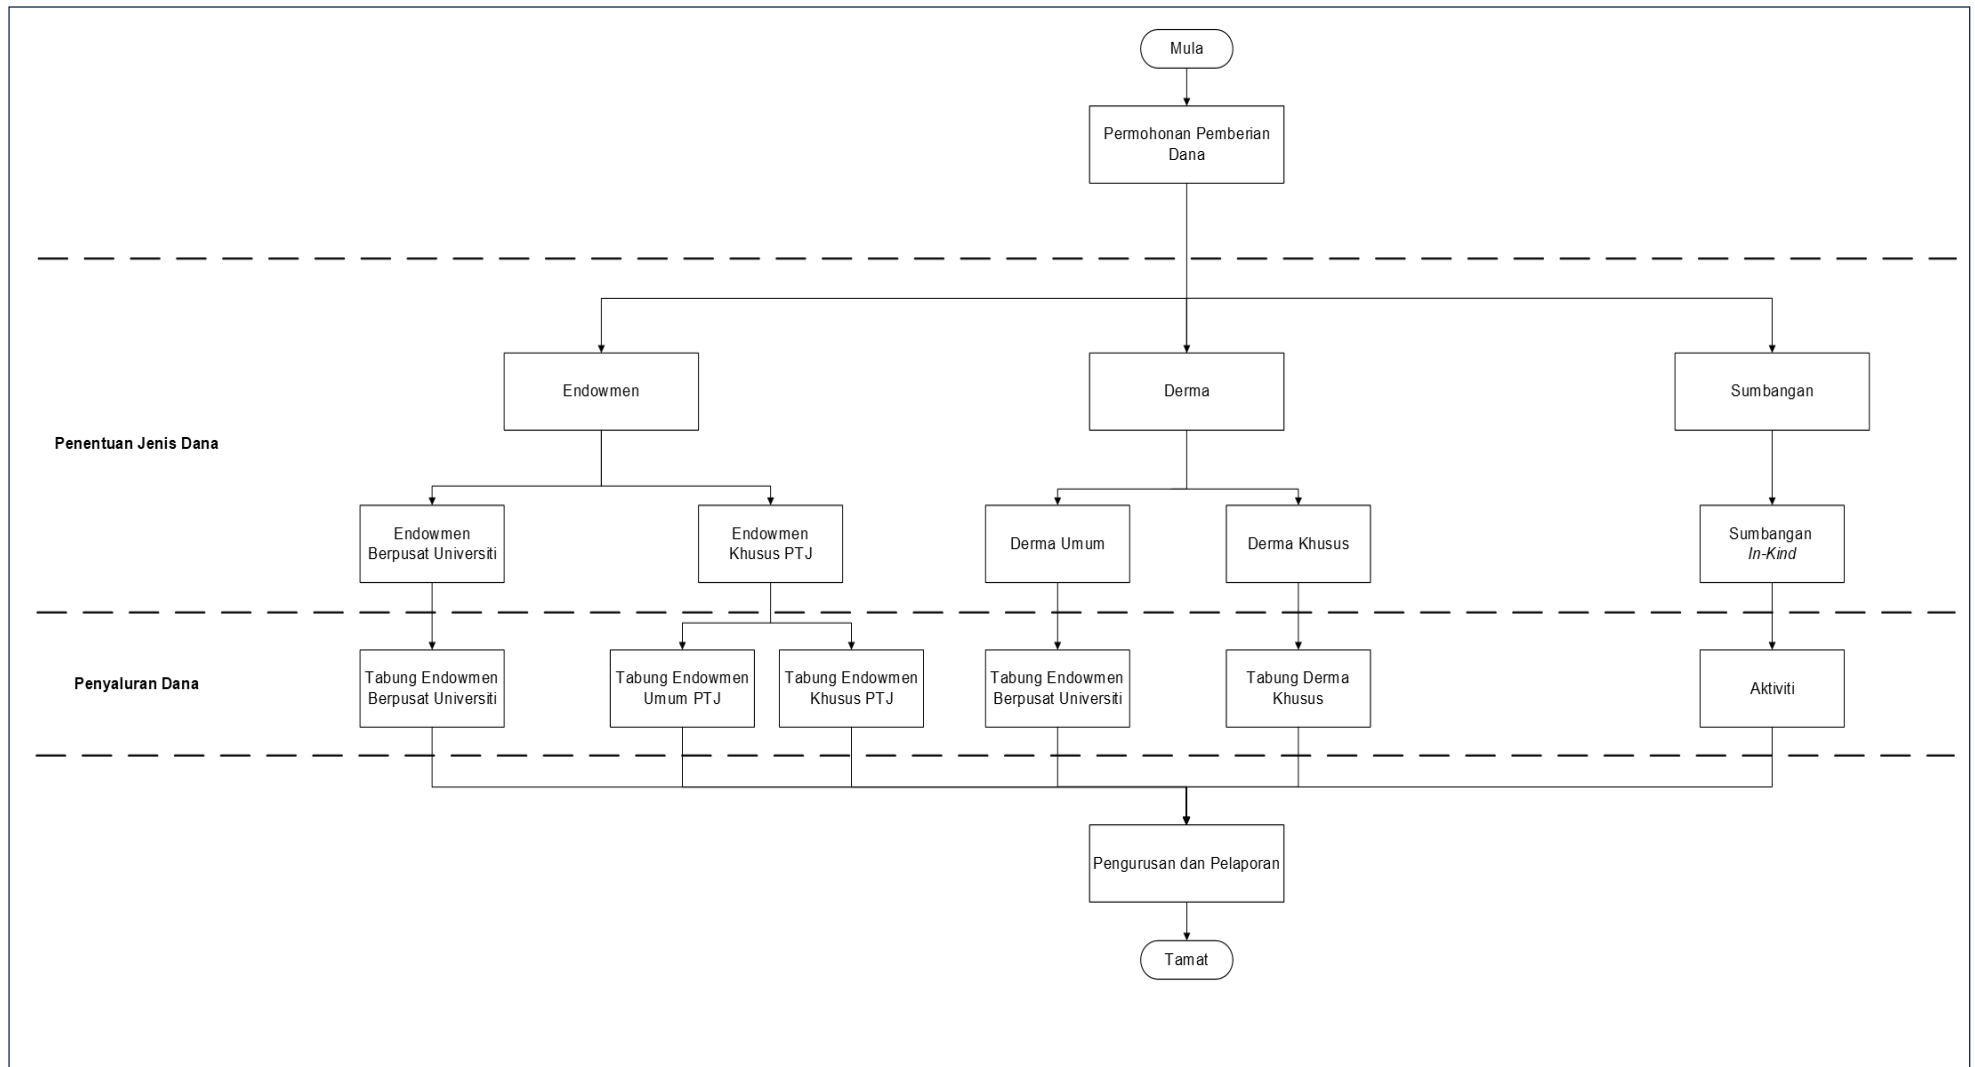 Mula
Permohonan Pemberian
Dana
Endowmen
Derma
Sumbangan
Penentuan Jenis Dana
Endowmen
Berpusat Universiti
Endowmen
Khusus PTJ
Derma Umum
Derma Khusus
Sumbangan
In-Kind
Penyaluran Dana
Tabung Endowmen
Berpusat Universiti
Tabung Endowmen
Umum PTJ
Tabung Endowmen
Khusus PTJ
Tabung Endowmen
Berpusat Universiti
Tabung Derma
Khusus
Aktiviti
Pengurusan dan Pelaporan
Tamat